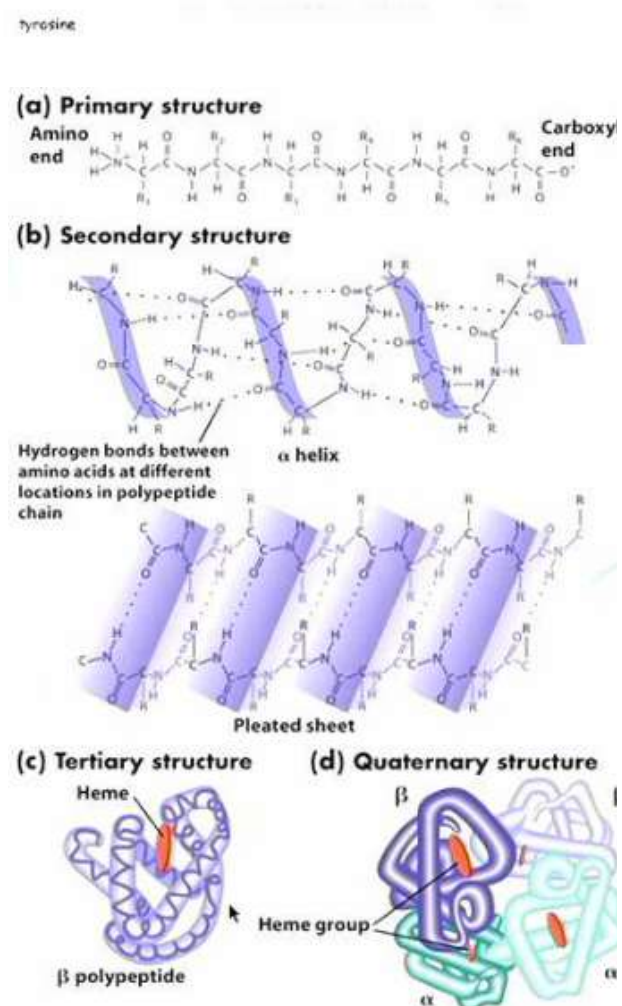 tyrosine
(a) Primary structure
Amino
end
Carboxyl
end
(b) Secondary structure
Hydrogen bonds between
amino acids at different
locations in polypeptide
chain
α helix
Pleated sheet
(c) Tertiary structure
Heme
β polypeptide
(d) Quaternary structure
β
β
Heme group
α
α